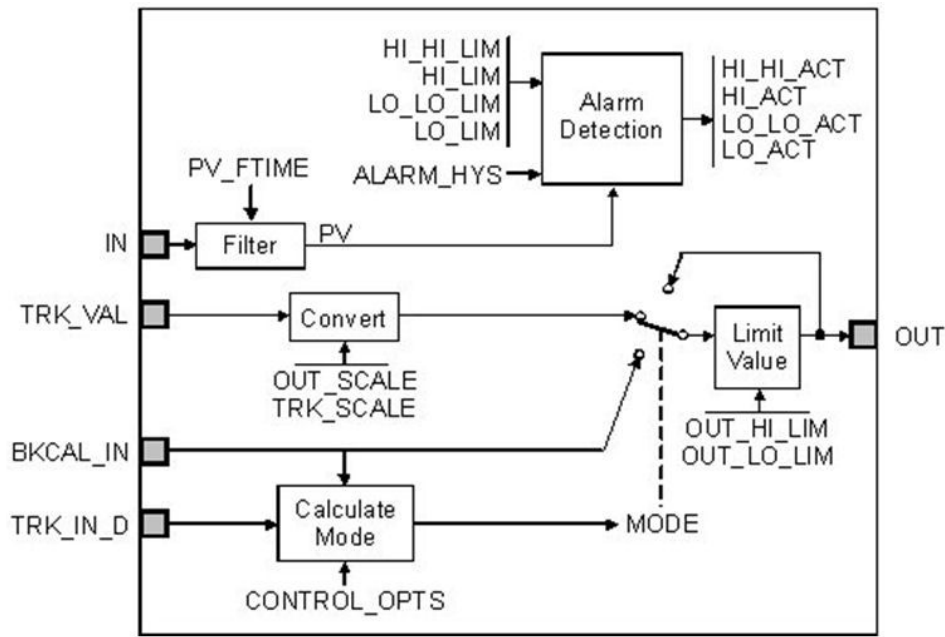 HI_HI_LIM
HI_LIM
LO_LO_LIM
LO_LIM
Alarm
Detection
HI_HI_ACT
HI_ACT
LO_LO_ACT
LO_ACT
PV_FTIME
ALARM_HYS
IN
Filter
PV
TRK_VAL
Convert
Limit
Value
OUT
OUT_SCALE
TRK_SCALE
OUT_HI_LIM
OUT_LO_LIM
BKCAL_IN
TRK_IN_D
Calculate
Mode
MODE
CONTROL_OPTS